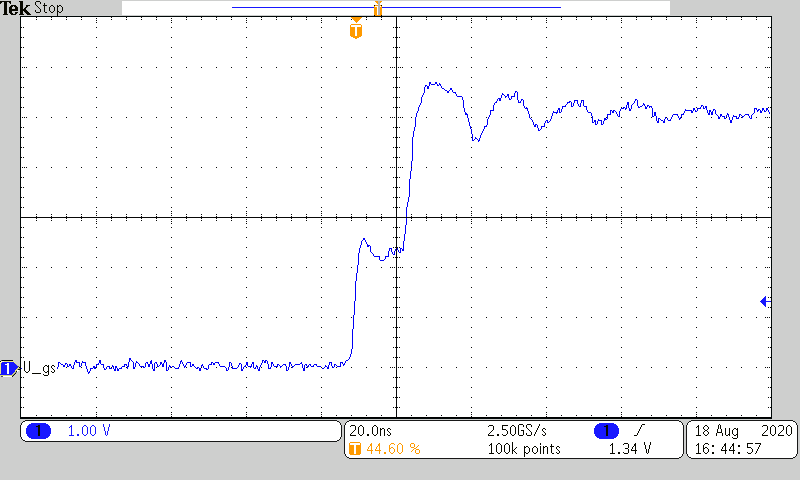 Tek Stop
T
T
1 U_gs
1 1.00 V
20.0ns 2.50GS/s 1
T 44.60 % 100k points 1.34 V
18 Aug 2020
16:44:57